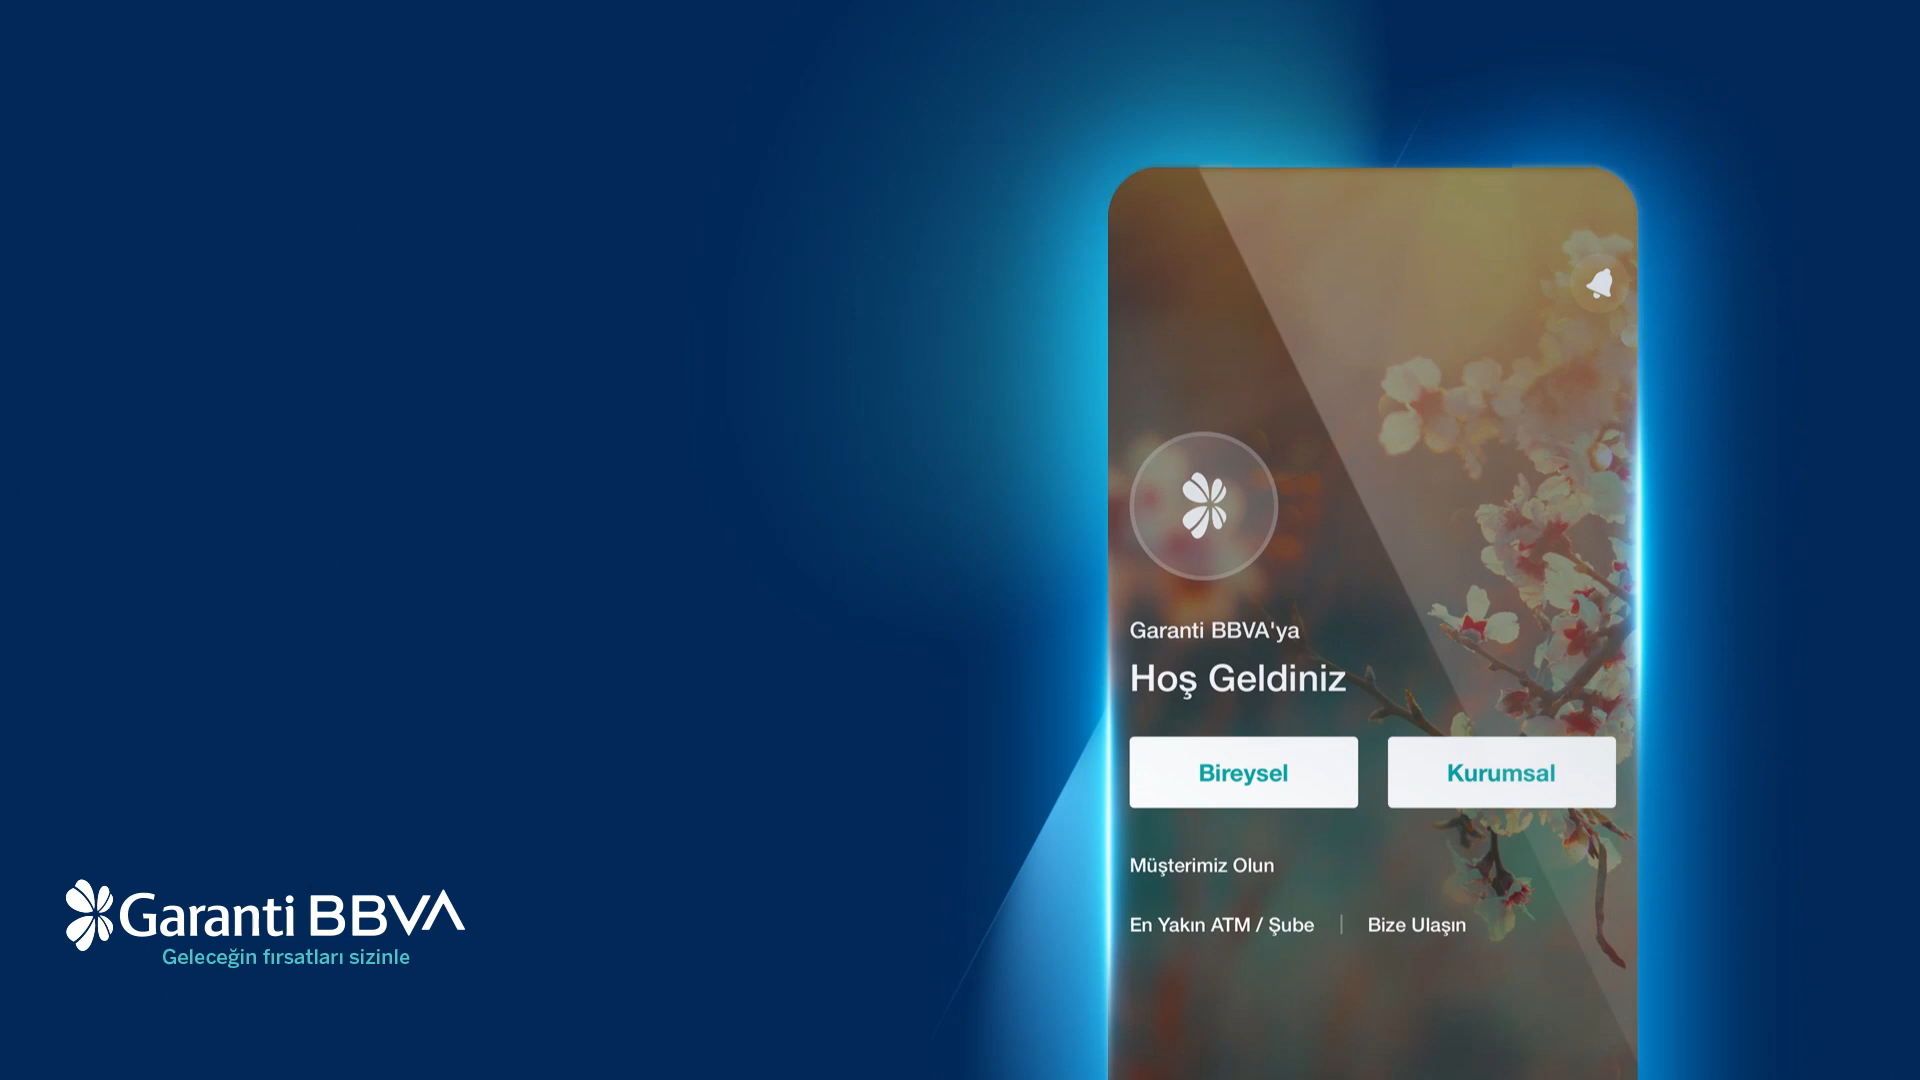 Garanti BBVA'ya
Hoş Geldiniz
Bireysel
Kurumsal
Müşterimiz Olun
En Yakın ATM / Şube | Bize Ulaşın
Garanti BBVA
Geleceğin fırsatları sizinle